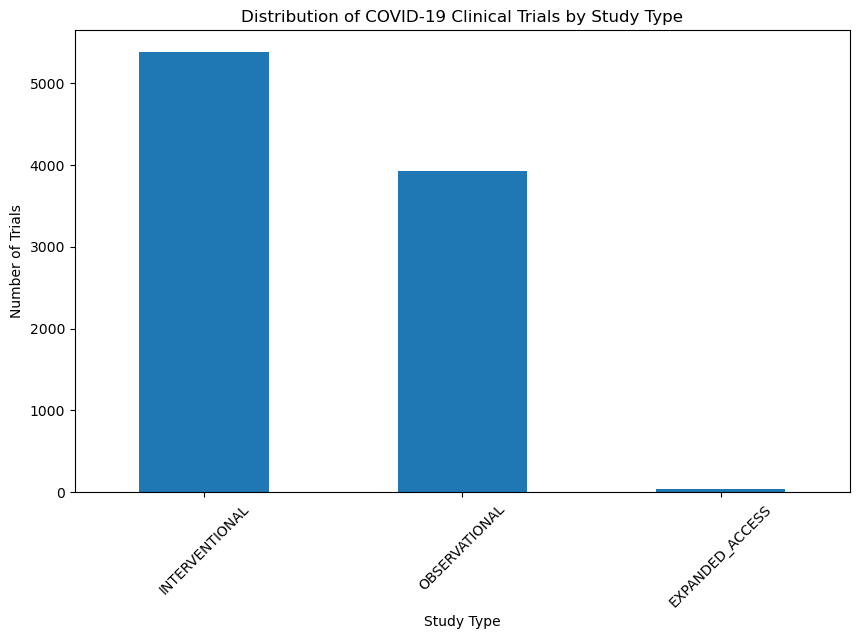 Distribution of COVID-19 Clinical Trials by Study Type
Number of Trials
5000
4000
3000
2000
1000
0
INTERVENTIONAL
OBSERVATIONAL
EXPANDED_ACCESS
Study Type